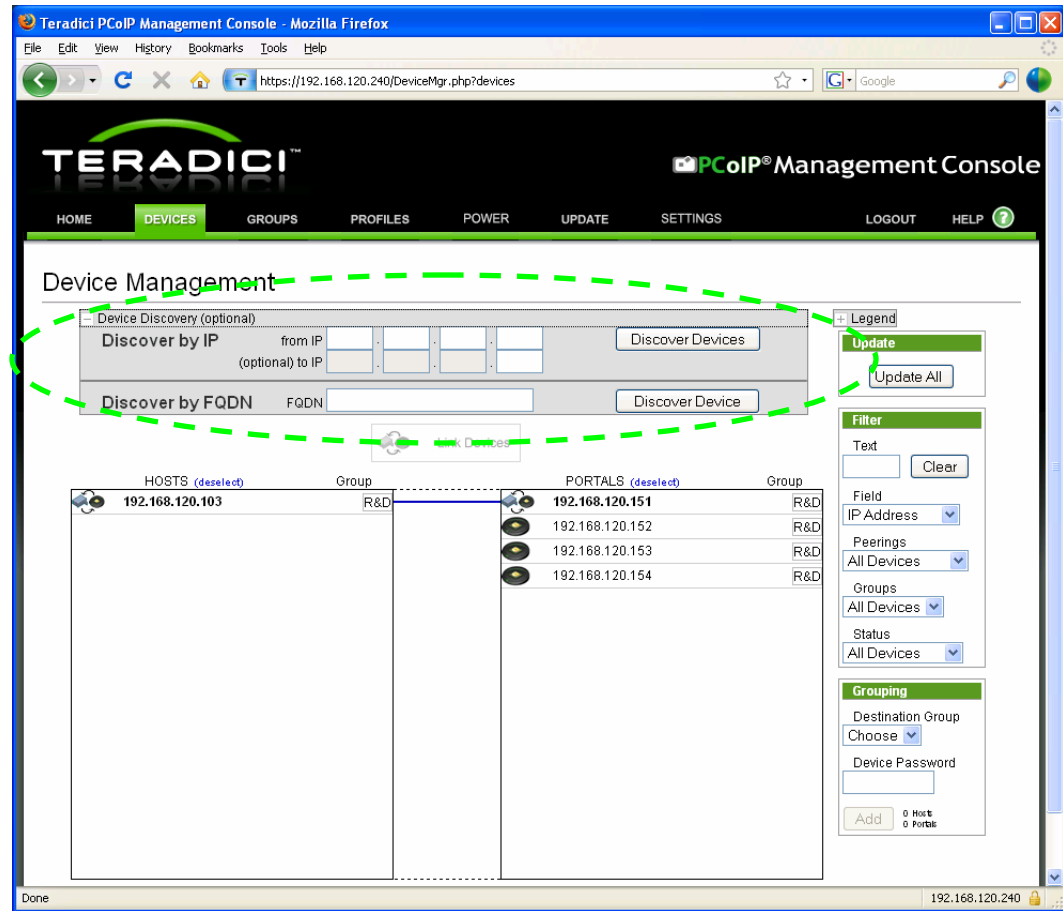 Teradici PCoIP Management Console - Mozilla Firefox
File Edit View History Bookmarks Tools Help
https://192.168.120.240/DeviceMgr.php?devices
Google
TERADICI™
PCoIP® Management Console
HOME DEVICES GROUPS PROFILES POWER UPDATE SETTINGS LOGOUT HELP ?
Device Management
Device Discovery (optional)
Discover by IP from IP . . . Discover Devices
(optional) to IP . . .
Discover by FQDN FQDN Discover Device
Link Devices
HOSTS (deselect) Group
192.168.120.103 R&D
PORTALS (deselect) Group
192.168.120.151 R&D
192.168.120.152 R&D
192.168.120.153 R&D
192.168.120.154 R&D
Legend
Update
Update All
Filter
Text
Clear
Field
IP Address
Peerings
All Devices
Groups
All Devices
Status
All Devices
Grouping
Destination Group
Choose
Device Password
Add 0 Hosts
0 Portals
Done 192.168.120.240